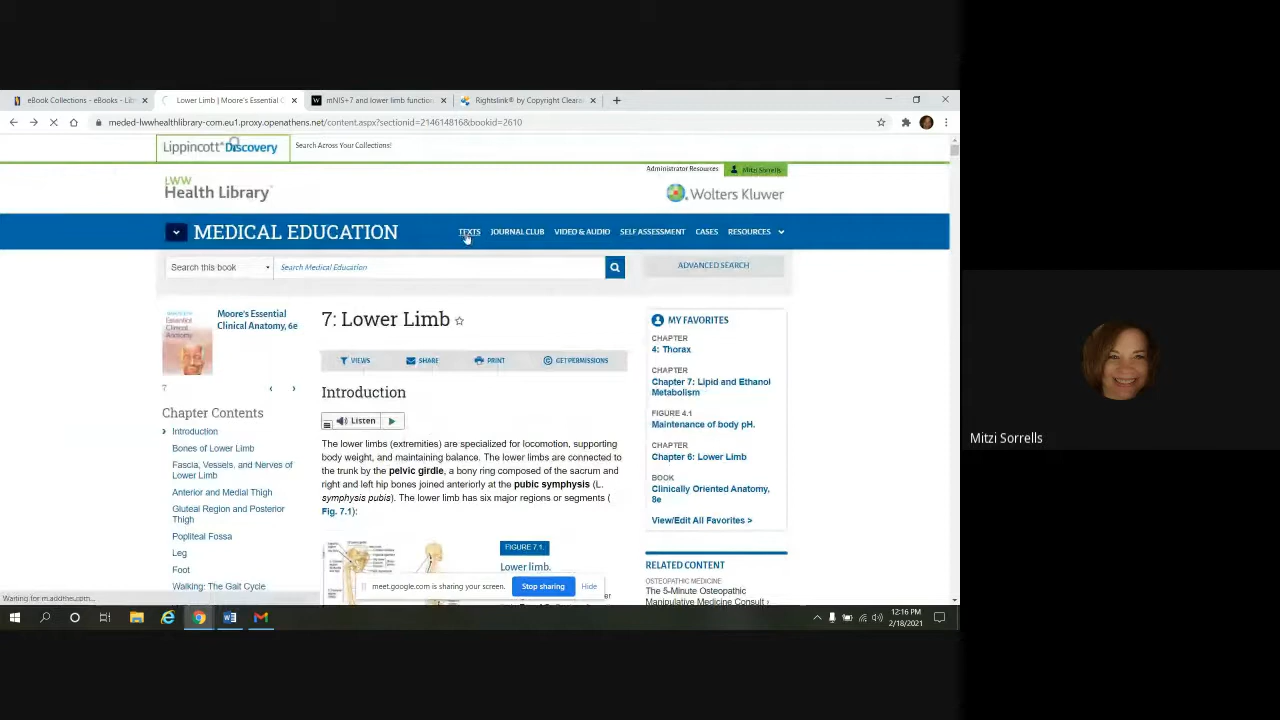 eBook Collections - eBooks - Lib
Lower Limb | Moore's Essential C
mNIS+7 and lower limb function
Rightslink® by Copyright Cleara
meded-lwwhealthlibrary-com.eu1.proxy.openathens.net/content.aspx?sectionid=214614816&bookid=2610
Lippincott® Discovery
Search Across Your Collections!
Administrator Resources
Mitzi Sorrells
LWW
Health Library
Wolters Kluwer
MEDICAL EDUCATION
TEXTS
JOURNAL CLUB
VIDEO & AUDIO
SELF ASSESSMENT
CASES
RESOURCES
Search this book
Search Medical Education
ADVANCED SEARCH
Moore's Essential
Clinical Anatomy, 6e
7
Chapter Contents
Introduction
Bones of Lower Limb
Fascia, Vessels, and Nerves of
Lower Limb
Anterior and Medial Thigh
Gluteal Region and Posterior
Thigh
Popliteal Fossa
Leg
Foot
Walking: The Gait Cycle
7: Lower Limb
VIEWS
SHARE
PRINT
GET PERMISSIONS
Introduction
Listen
The lower limbs (extremities) are specialized for locomotion, supporting
body weight, and maintaining balance. The lower limbs are connected to
the trunk by the pelvic girdle, a bony ring composed of the sacrum and
right and left hip bones joined anteriorly at the pubic symphysis (L.
symphysis pubis). The lower limb has six major regions or segments (
Fig. 7.1):
FIGURE 7.1.
Lower limb.
MY FAVORITES
CHAPTER
4: Thorax
CHAPTER
Chapter 7: Lipid and Ethanol
Metabolism
FIGURE 4.1
Maintenance of body pH.
CHAPTER
Chapter 6: Lower Limb
BOOK
Clinically Oriented Anatomy,
8e
View/Edit All Favorites >
RELATED CONTENT
OSTEOPATHIC MEDICINE:
The 5-Minute Osteopathic
Manipulative Medicine Consult ›
meet.google.com is sharing your screen.
Stop sharing
Hide
Waiting for m.addthis.com...
12:16 PM
2/18/2021
Mitzi Sorrells